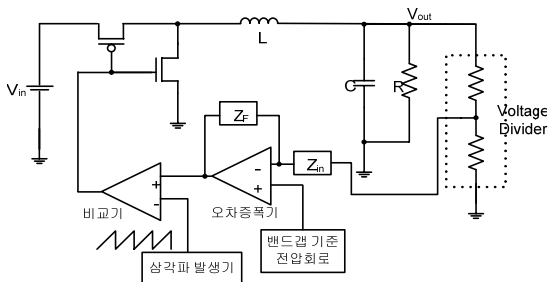 Vout
L
Vin
C
R
Voltage
Divider
ZF
Zin
-
+
+
-
비교기
오차증폭기
밴드갭 기준
전압회로
삼각파 발생기